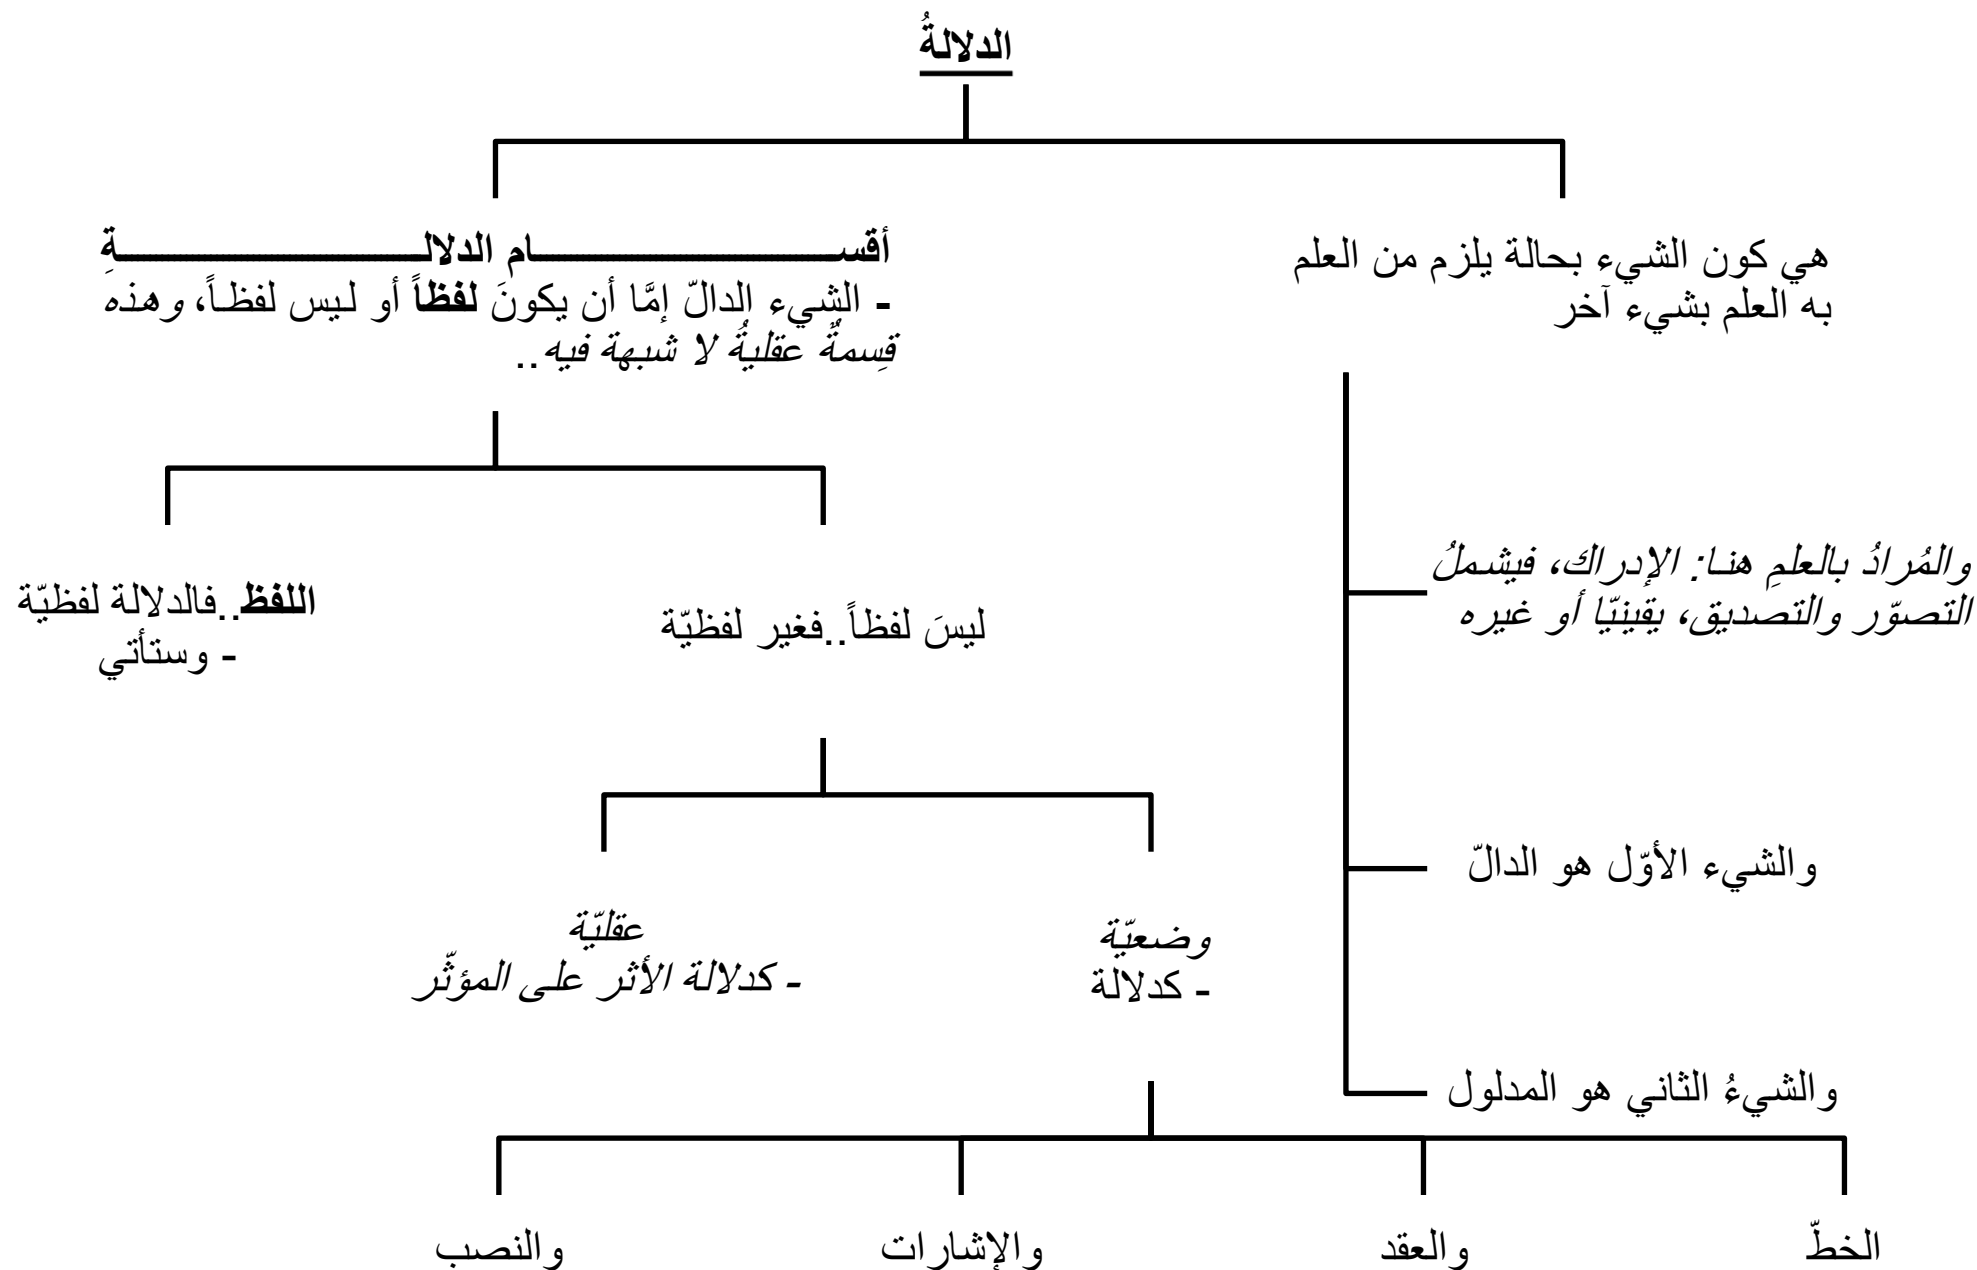 الدلالةُ
هي كون الشيء بحالة يلزم من العلم
به العلم بشيء آخر
والمُرادُ بالعلمِ هنا: الإدراك، فيشملُ
التصوّر والتصديق، يقينيّا أو غيره
والشيء الأوّل هو الدالّ
والشيءُ الثاني هو المدلول
أقســـــــــــــــــــــــام الدلالـــــــــــــــــــــــةِ
- الشيء الدالّ إمَّا أن يكونَ لفظاً أو ليس لفظاً، وهذه
قِسمةٌ عقليةُ لا شبهة فيه..
ليسَ لفظاً..فغير لفظيّة
اللفظ..فالدلالة لفظيّة
- وستأتي
وضعيّة
- كدلالة
عقليّة
- كدلالة الأثر على المؤثّر
الخطّ
والعقد
والإشارات
والنصب